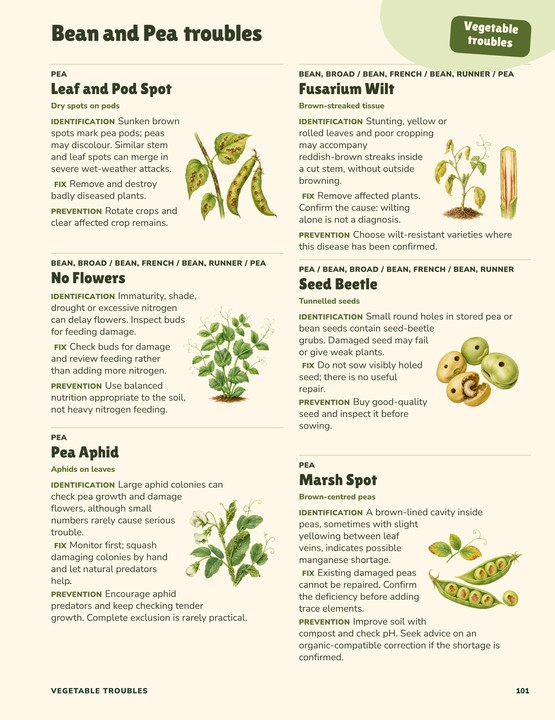 Bean and Pea troubles
Vegetable
troubles
PEA
Leaf and Pod Spot
Dry spots on pods
IDENTIFICATION Sunken brown
spots mark pea pods; peas
may discolour. Similar stem
and leaf spots can merge in
severe wet-weather attacks.
FIX Remove and destroy
badly diseased plants.
PREVENTION Rotate crops and
clear affected crop remains.
BEAN, BROAD / BEAN, FRENCH / BEAN, RUNNER / PEA
No Flowers
IDENTIFICATION Immaturity, shade,
drought or excessive nitrogen
can delay flowers. Inspect buds
for feeding damage.
FIX Check buds for damage
and review feeding rather
than adding more nitrogen.
PREVENTION Use balanced
nutrition appropriate to the soil,
not heavy nitrogen feeding.
PEA
Pea Aphid
Aphids on leaves
IDENTIFICATION Large aphid colonies can
check pea growth and damage
flowers, although small
numbers rarely cause serious
trouble.
FIX Monitor first; squash
damaging colonies by hand
and let natural predators
help.
PREVENTION Encourage aphid
predators and keep checking tender
growth. Complete exclusion is rarely practical.
BEAN, BROAD / BEAN, FRENCH / BEAN, RUNNER / PEA
Fusarium Wilt
Brown-streaked tissue
IDENTIFICATION Stunting, yellow or
rolled leaves and poor cropping
may accompany
reddish-brown streaks inside
a cut stem, without outside
browning.
FIX Remove affected plants.
Confirm the cause: wilting
alone is not a diagnosis.
PREVENTION Choose wilt-resistant varieties where
this disease has been confirmed.
PEA / BEAN, BROAD / BEAN, FRENCH / BEAN, RUNNER
Seed Beetle
Tunnelled seeds
IDENTIFICATION Small round holes in stored pea or
bean seeds contain seed-beetle
grubs. Damaged seed may fail
or give weak plants.
FIX Do not sow visibly holed
seed; there is no useful
repair.
PREVENTION Buy good-quality
seed and inspect it before
sowing.
PEA
Marsh Spot
Brown-centred peas
IDENTIFICATION A brown-lined cavity inside
peas, sometimes with slight
yellowing between leaf
veins, indicates possible
manganese shortage.
FIX Existing damaged peas
cannot be repaired. Confirm
the deficiency before adding
trace elements.
PREVENTION Improve soil with
compost and check pH. Seek advice on an
organic-compatible correction if the shortage is
confirmed.
VEGETABLE TROUBLES
101